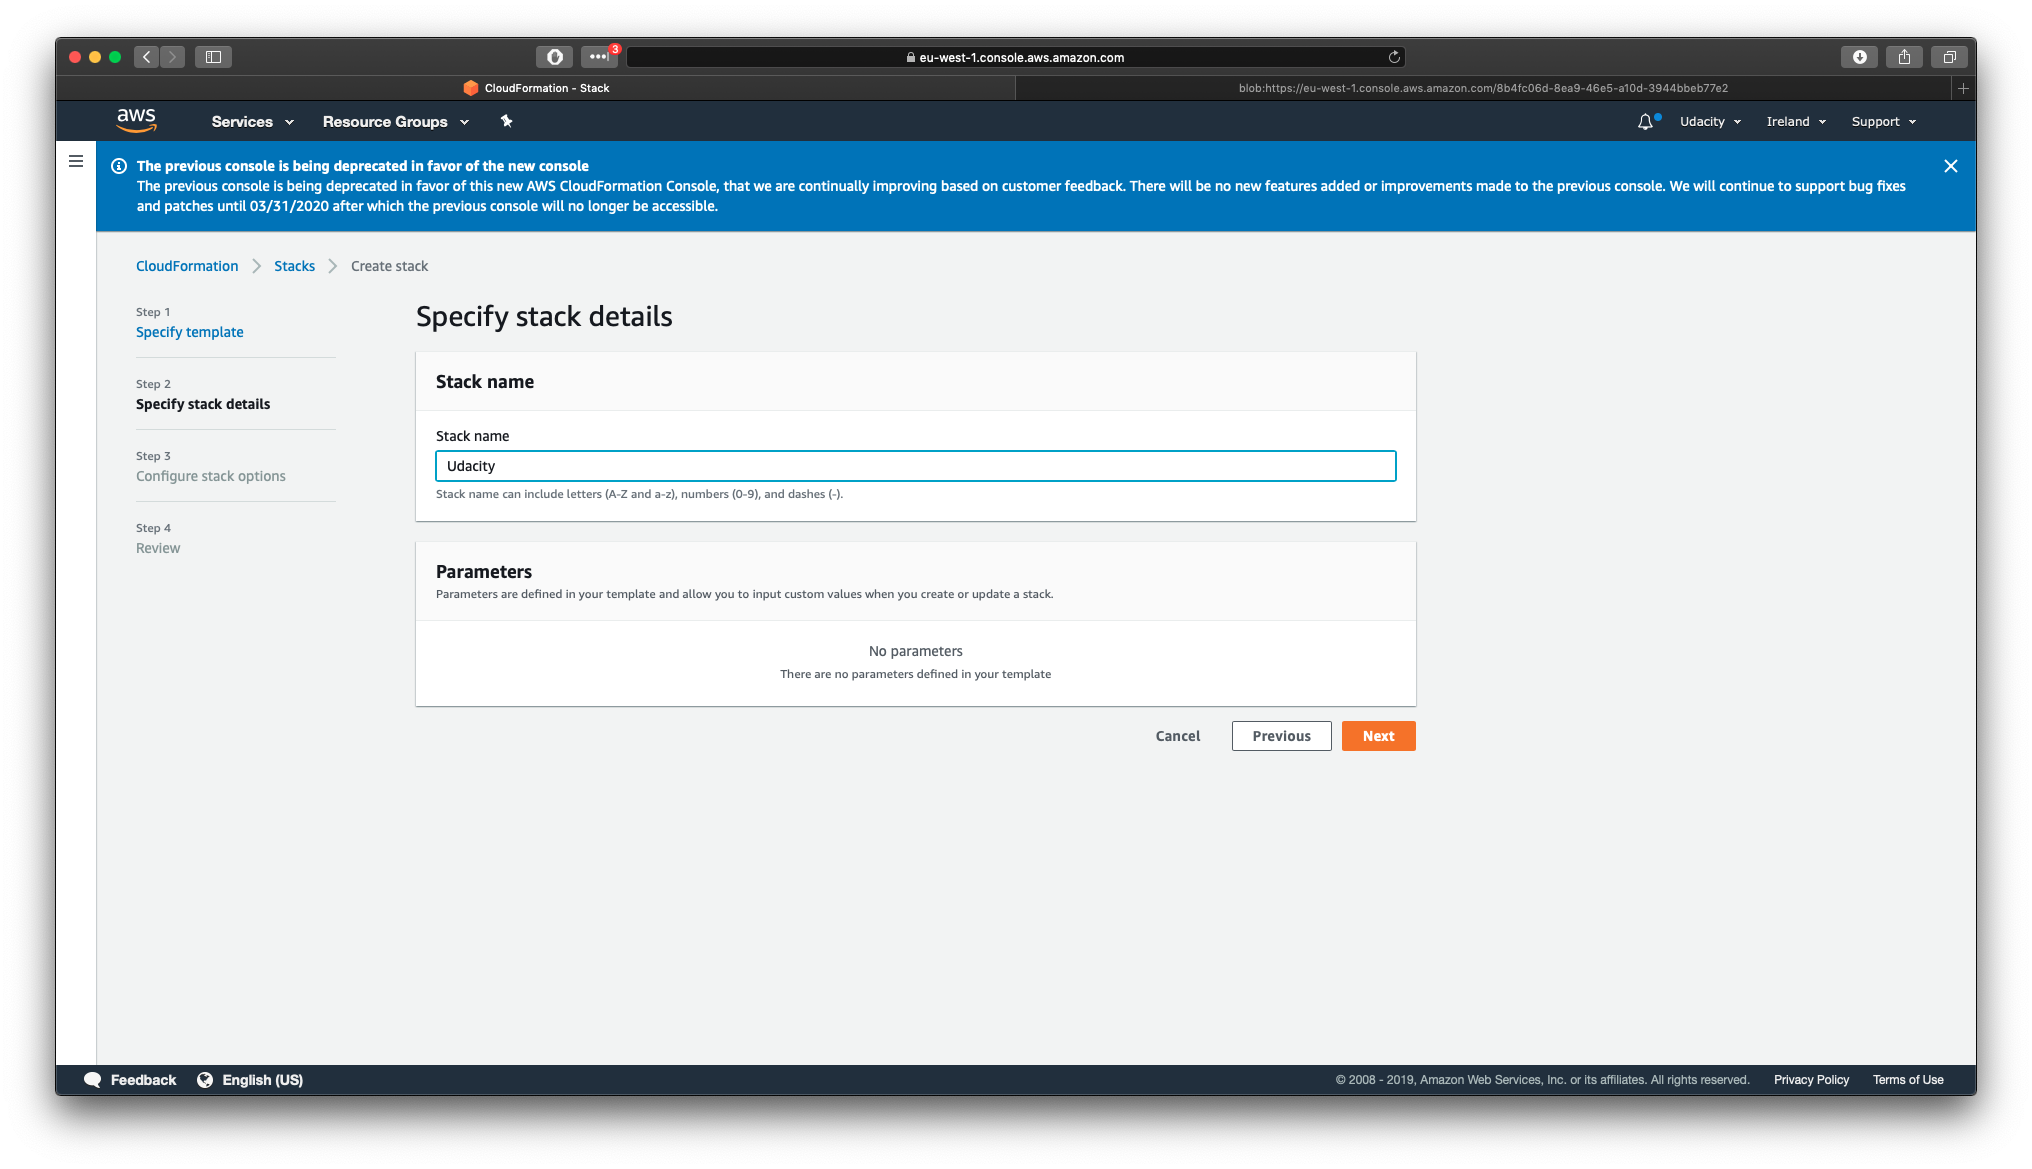 3
eu-west-1.console.aws.amazon.com
CloudFormation - Stack
blob:https://eu-west-1.console.aws.amazon.com/8b4fc06d-8ea9-46e5-a10d-3944bbeb77e2
aws
Services
Resource Groups
Udacity
Ireland
Support
The previous console is being deprecated in favor of the new console
The previous console is being deprecated in favor of this new AWS CloudFormation Console, that we are continually improving based on customer feedback. There will be no new features added or improvements made to the previous console. We will continue to support bug fixes
and patches until 03/31/2020 after which the previous console will no longer be accessible.
CloudFormation
Stacks
Create stack
Step 1
Specify template
Step 2
Specify stack details
Step 3
Configure stack options
Step 4
Review
Specify stack details
Stack name
Stack name
Udacity
Stack name can include letters (A-Z and a-z), numbers (0-9), and dashes (-).
Parameters
Parameters are defined in your template and allow you to input custom values when you create or update a stack.
No parameters
There are no parameters defined in your template
Cancel
Previous
Next
Feedback
English (US)
© 2008 - 2019, Amazon Web Services, Inc. or its affiliates. All rights reserved.
Privacy Policy
Terms of Use